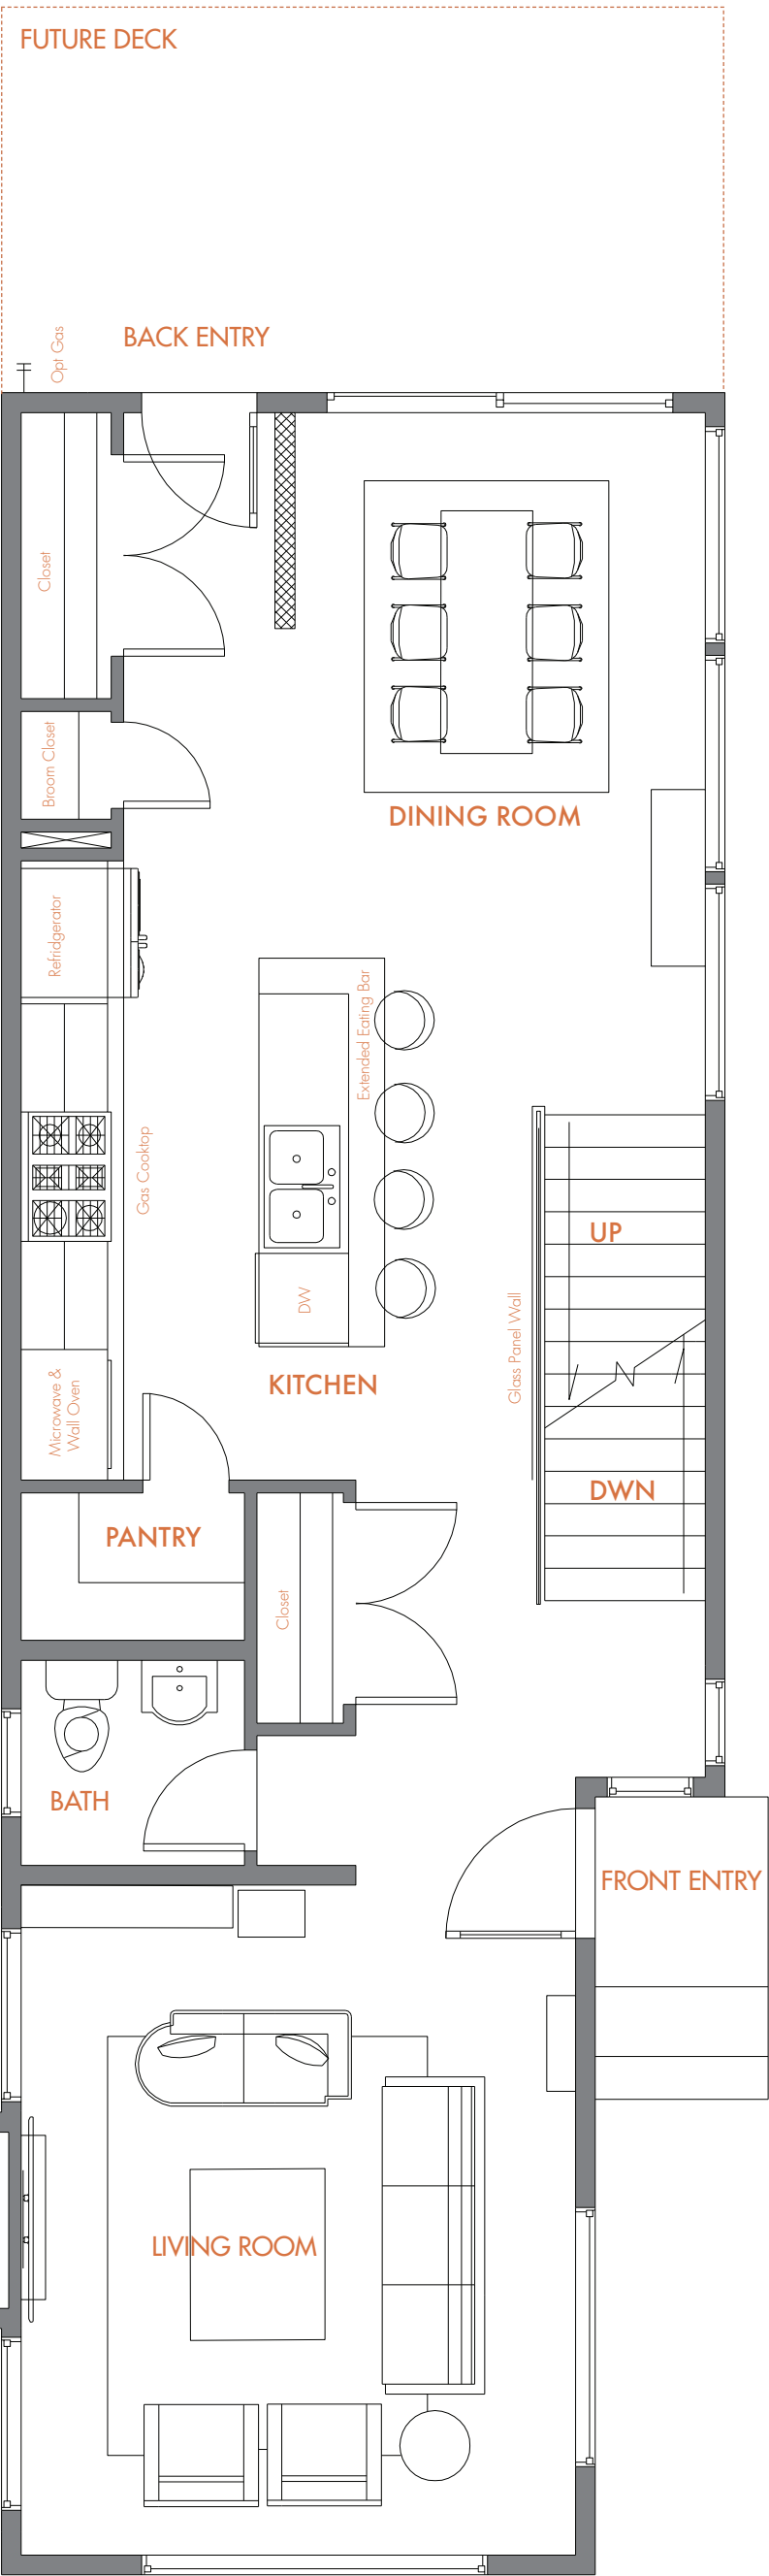 FUTURE DECK
Opt Gas
BACK ENTRY
Closet
Broom Closet
DINING ROOM
Refridgerator
Extended Eating Bar
Gas Cooktop
UP
DW
Glass Panel Wall
KITCHEN
Microwave &
Wall Oven
DWN
PANTRY
Closet
BATH
FRONT ENTRY
LIVING ROOM